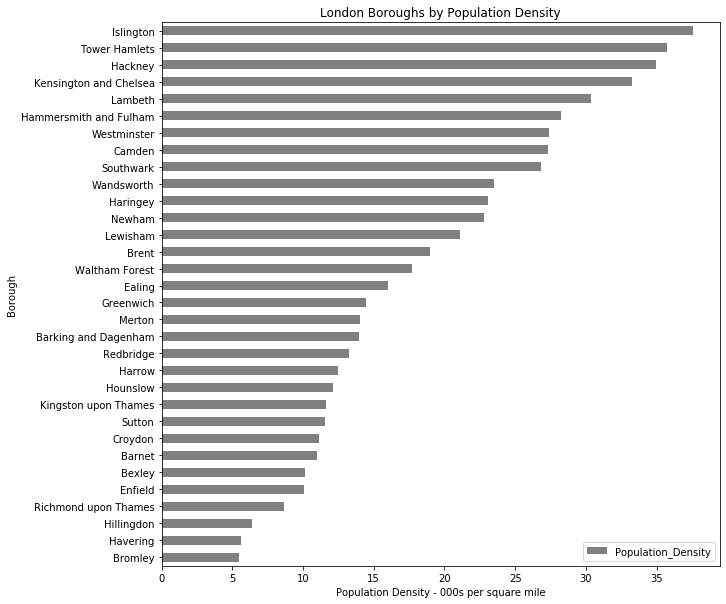 London Boroughs by Population Density
Borough
Islington
Tower Hamlets
Hackney
Kensington and Chelsea
Lambeth
Hammersmith and Fulham
Westminster
Camden
Southwark
Wandsworth
Haringey
Newham
Lewisham
Brent
Waltham Forest
Ealing
Greenwich
Merton
Barking and Dagenham
Redbridge
Harrow
Hounslow
Kingston upon Thames
Sutton
Croydon
Barnet
Bexley
Enfield
Richmond upon Thames
Hillingdon
Havering
Bromley
Population_Density
0 5 10 15 20 25 30 35
Population Density - 000s per square mile